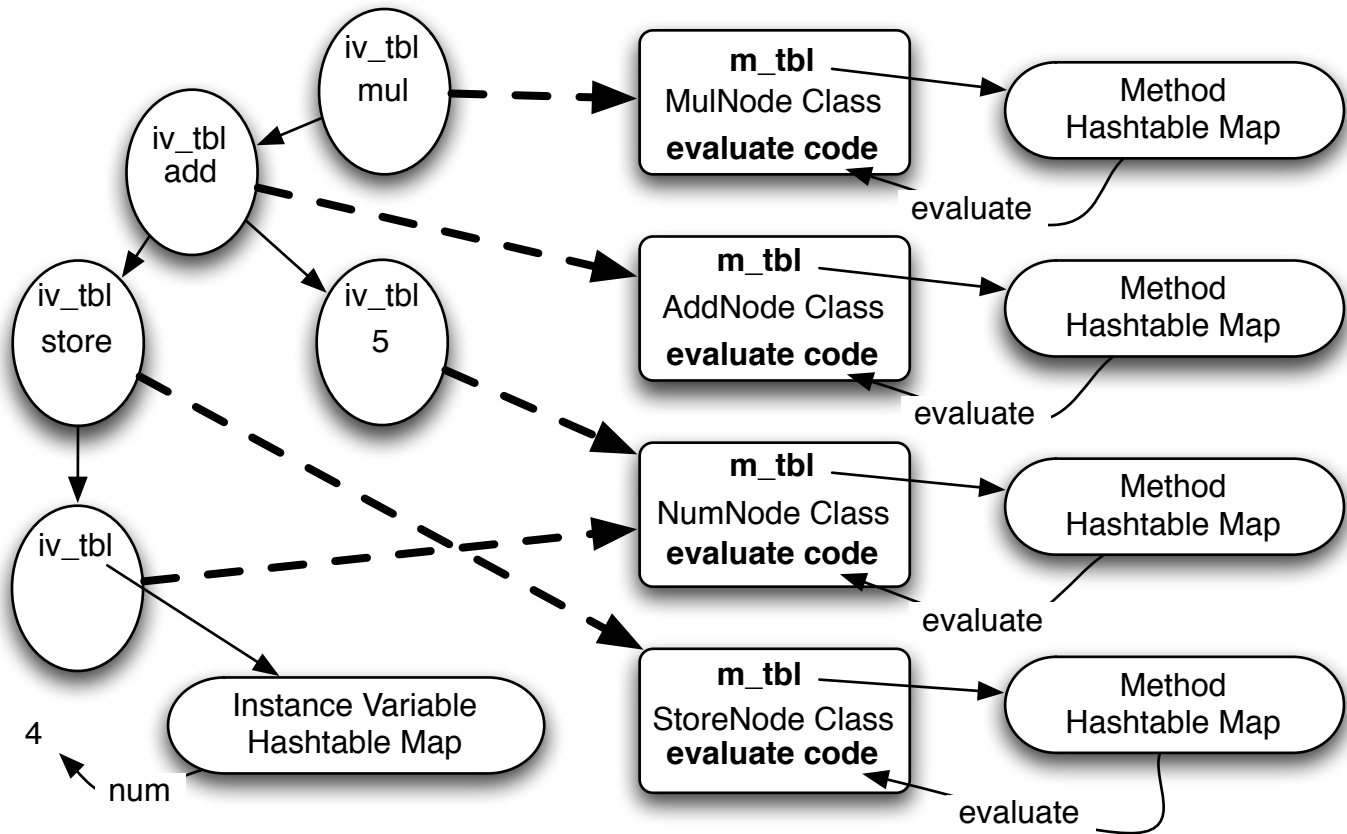 iv_tbl
mul
iv_tbl
add
iv_tbl
store
iv_tbl
5
iv_tbl
Instance Variable
Hashtable Map
4
num
m_tbl
MulNode Class
evaluate code
Method
Hashtable Map
evaluate
m_tbl
AddNode Class
evaluate code
Method
Hashtable Map
evaluate
m_tbl
NumNode Class
evaluate code
Method
Hashtable Map
evaluate
m_tbl
StoreNode Class
evaluate code
Method
Hashtable Map
evaluate